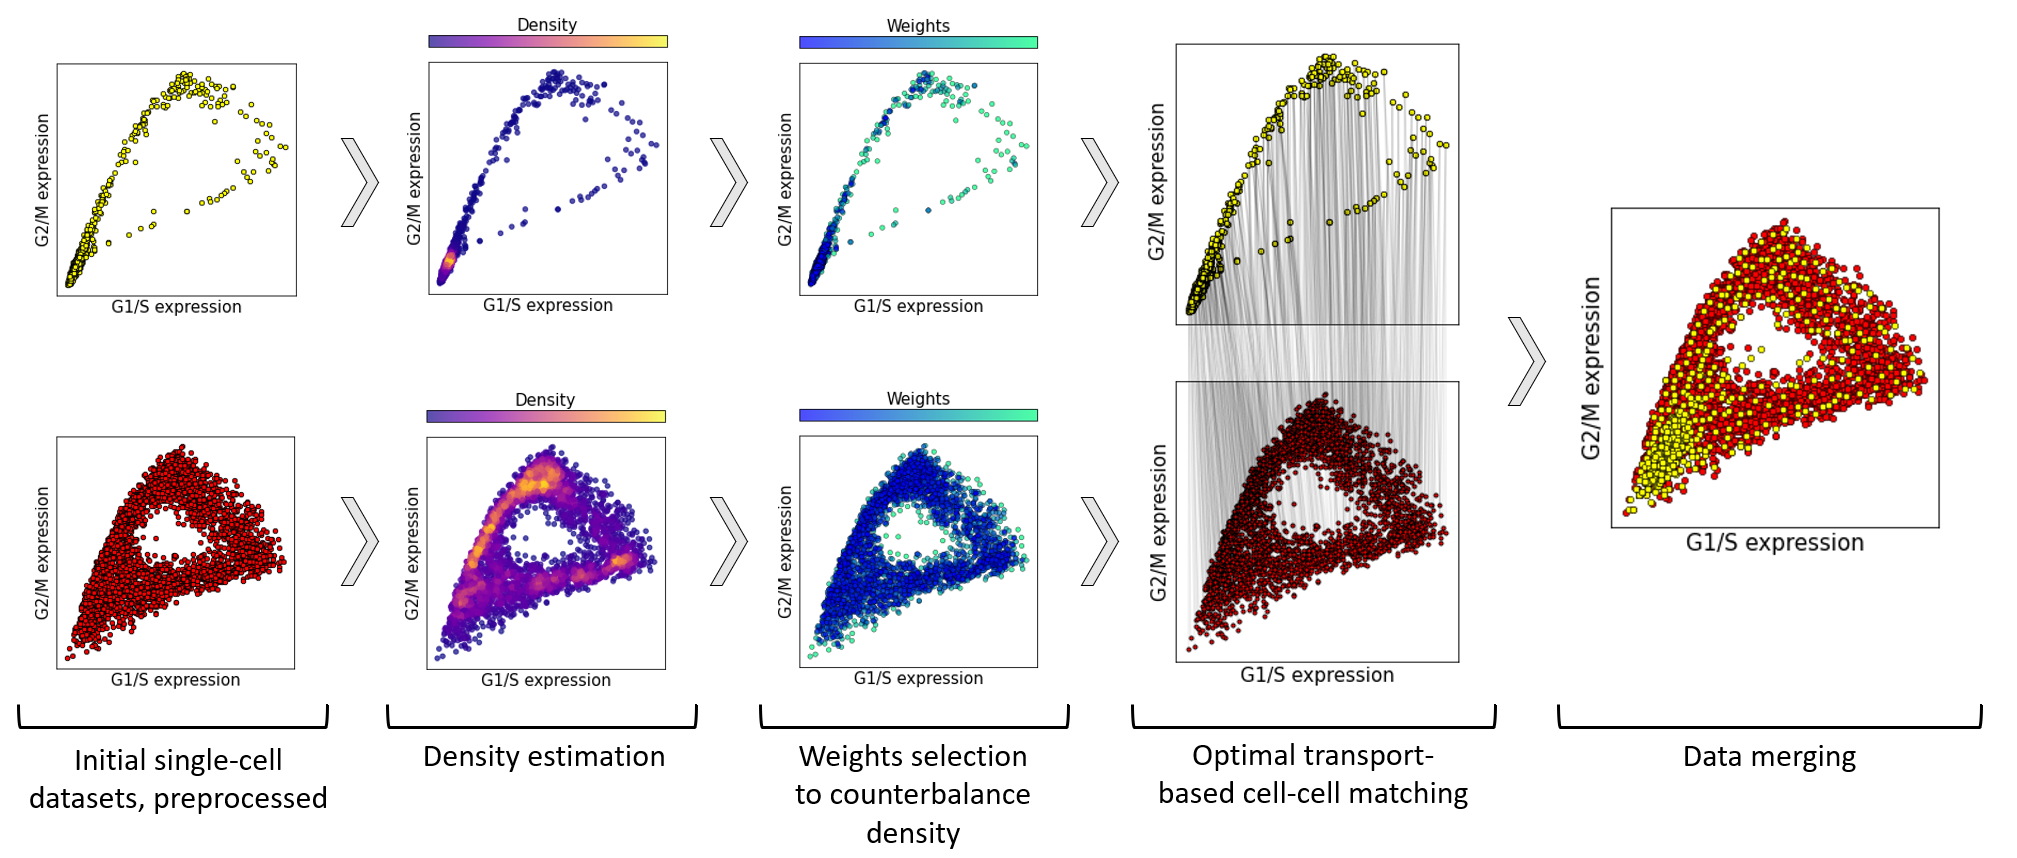 Density
Weights
G2/M expression
G1/S expression
G2/M expression
G1/S expression
G2/M expression
G1/S expression
G2/M expression
Density
Weights
G2/M expression
G1/S expression
G2/M expression
G1/S expression
G2/M expression
G1/S expression
G2/M expression
G1/S expression
G2/M expression
G1/S expression
Initial single-cell
datasets, preprocessed
Density estimation
Weights selection
to counterbalance
density
Optimal transport-
based cell-cell matching
Data merging